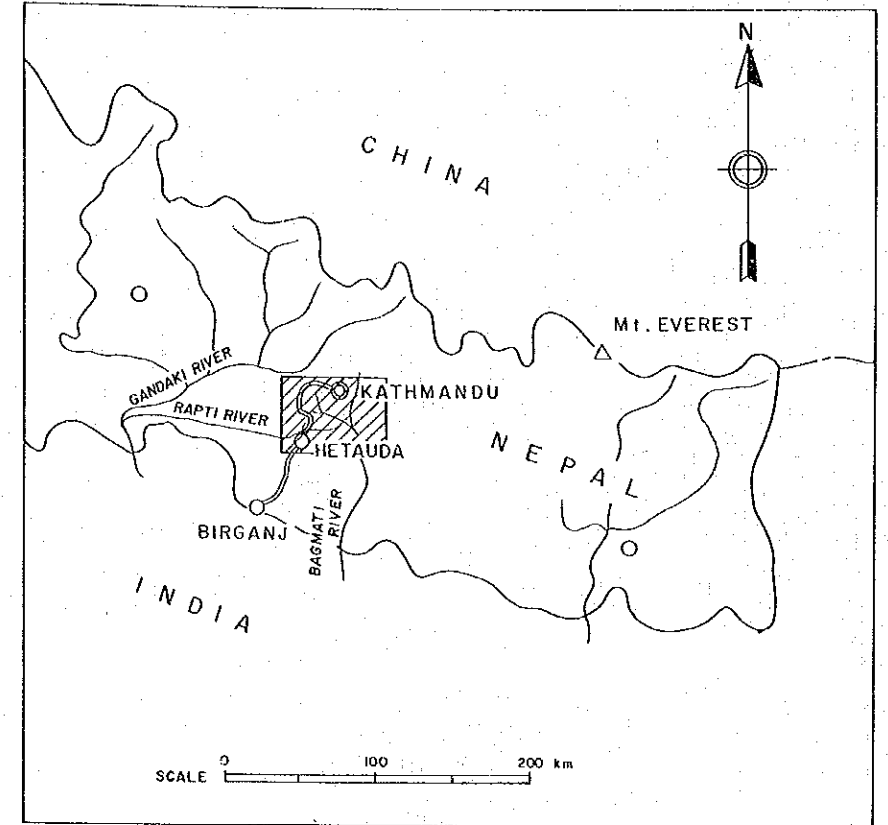 N
CHINA
Mt. EVEREST
GANDAKI RIVER
KATHMANDU
RAPTI RIVER
HETAUDA
NEPAL
BIRGANJ
BAGMATI
RIVER
INDIA
0 100 200 km
SCALE